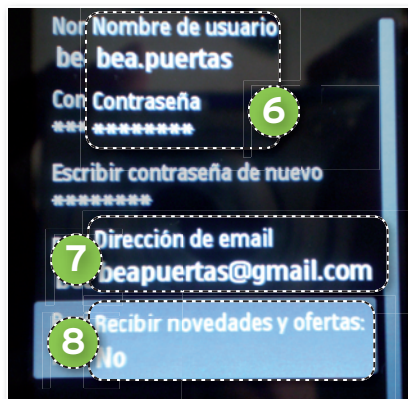 Nombre de usuario
bea.puertas
Contraseña
********
6
Escribir contraseña de nuevo
********
Dirección de email
7
beapuertas@gmail.com
Recibir novedades y ofertas:
8
No